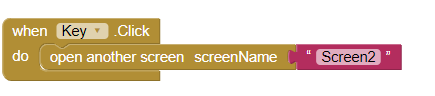 when Key .Click
do open another screen screenName " Screen2 "